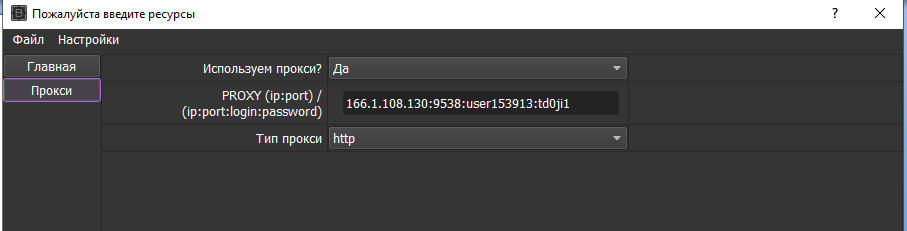 Пожалуйста введите ресурсы
Файл Настройки
Главная
Прокси
Используем прокси? Да
PROXY (ip:port) /
(ip:port:login:password) 166.1.108.130:9538:user153913:td0ji1
Тип прокси http